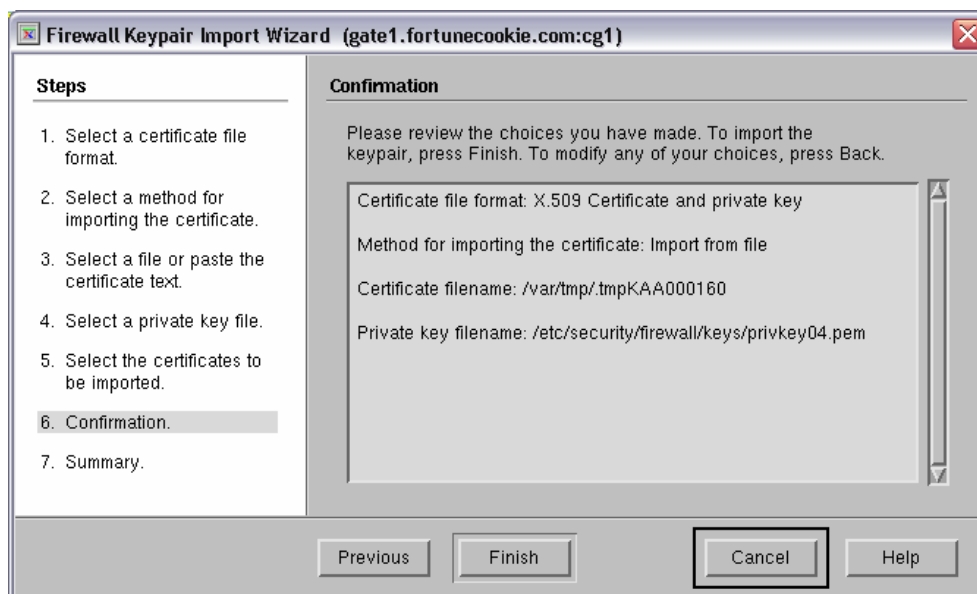 Firewall Keypair Import Wizard (gate1.fortunecookie.com:cg1)
Steps
1. Select a certificate file
format.
2. Select a method for
importing the certificate.
3. Select a file or paste the
certificate text.
4. Select a private key file.
5. Select the certificates to
be imported.
6. Confirmation.
7. Summary.
Confirmation
Please review the choices you have made. To import the
keypair, press Finish. To modify any of your choices, press Back.
Certificate file format: X.509 Certificate and private key
Method for importing the certificate: Import from file
Certificate filename: /var/tmp/.tmpKAA000160
Private key filename: /etc/security/firewall/keys/privkey04.pem
Previous
Finish
Cancel
Help